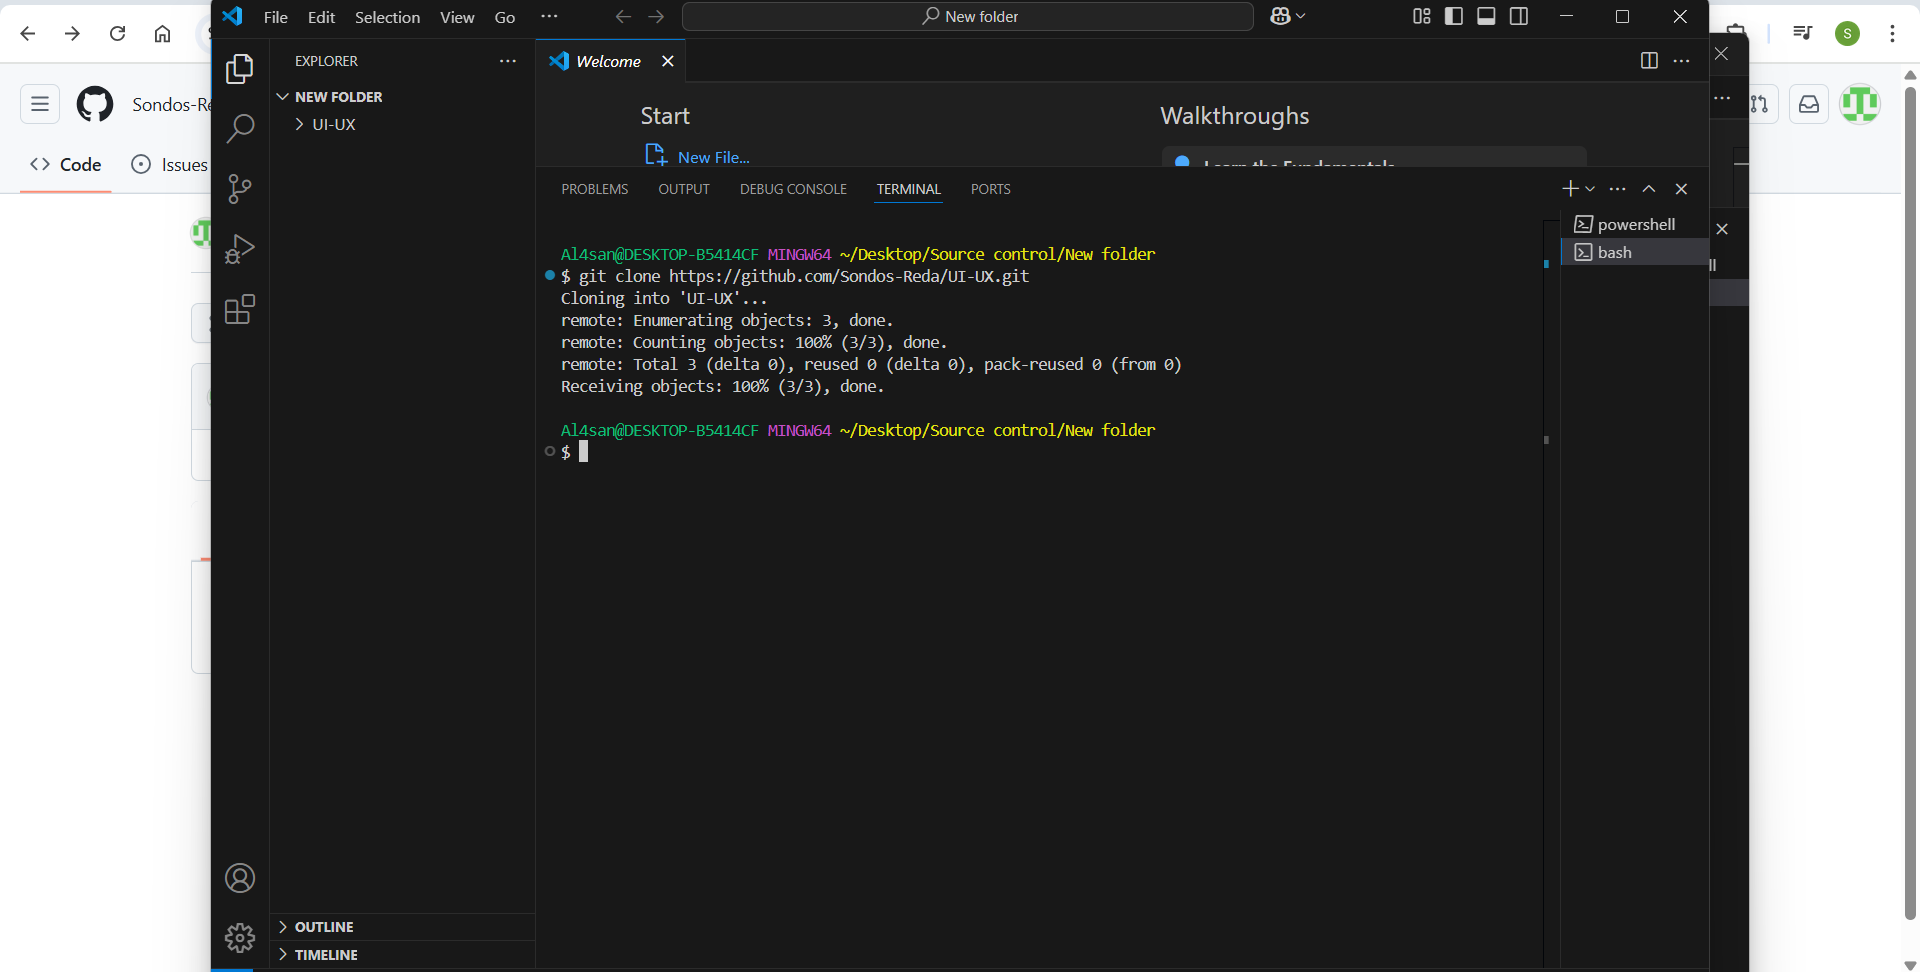 File Edit Selection View Go ··· New folder
S
Sondos-Re
Code Issues
EXPLORER ···
NEW FOLDER
UI-UX
OUTLINE
TIMELINE
Welcome
Start
New File...
Walkthroughs
Learn the Fundamentals
PROBLEMS OUTPUT DEBUG CONSOLE TERMINAL PORTS
powershell
bash
Al4san@DESKTOP-B5414CF MINGW64 ~/Desktop/Source control/New folder
$ git clone https://github.com/Sondos-Reda/UI-UX.git
Cloning into 'UI-UX'...
remote: Enumerating objects: 3, done.
remote: Counting objects: 100% (3/3), done.
remote: Total 3 (delta 0), reused 0 (delta 0), pack-reused 0 (from 0)
Receiving objects: 100% (3/3), done.
Al4san@DESKTOP-B5414CF MINGW64 ~/Desktop/Source control/New folder
$